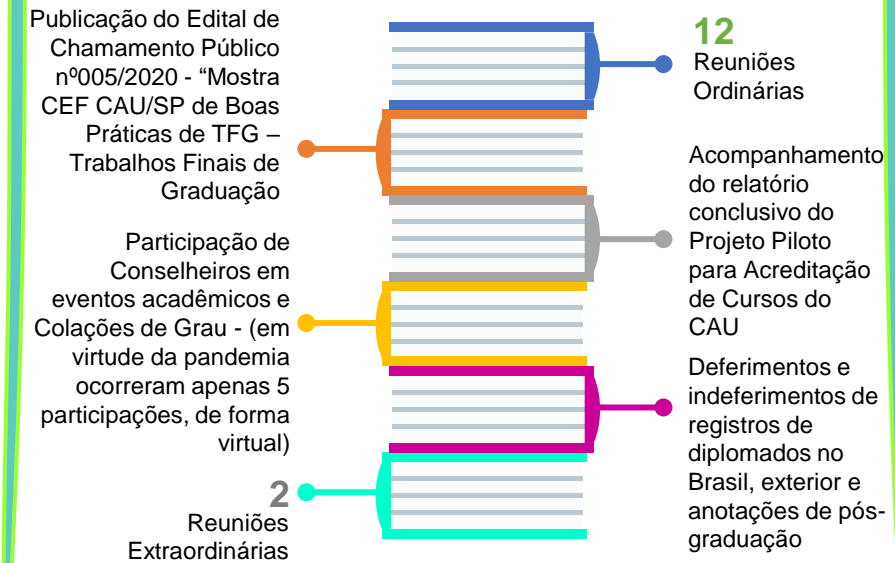 Publicação do Edital de
Chamamento Público
nº005/2020 - “Mostra
CEF CAU/SP de Boas
Práticas de TFG –
Trabalhos Finais de
Graduação
Participação de
Conselheiros em
eventos acadêmicos e
Colações de Grau - (em
virtude da pandemia
ocorreram apenas 5
participações, de forma
virtual)
2
Reuniões
Extraordinárias
12
Reuniões
Ordinárias
Acompanhamento
do relatório
conclusivo do
Projeto Piloto
para Acreditação
de Cursos do
CAU
Deferimentos e
indeferimentos de
registros de
diplomados no
Brasil, exterior e
anotações de pós-
graduação